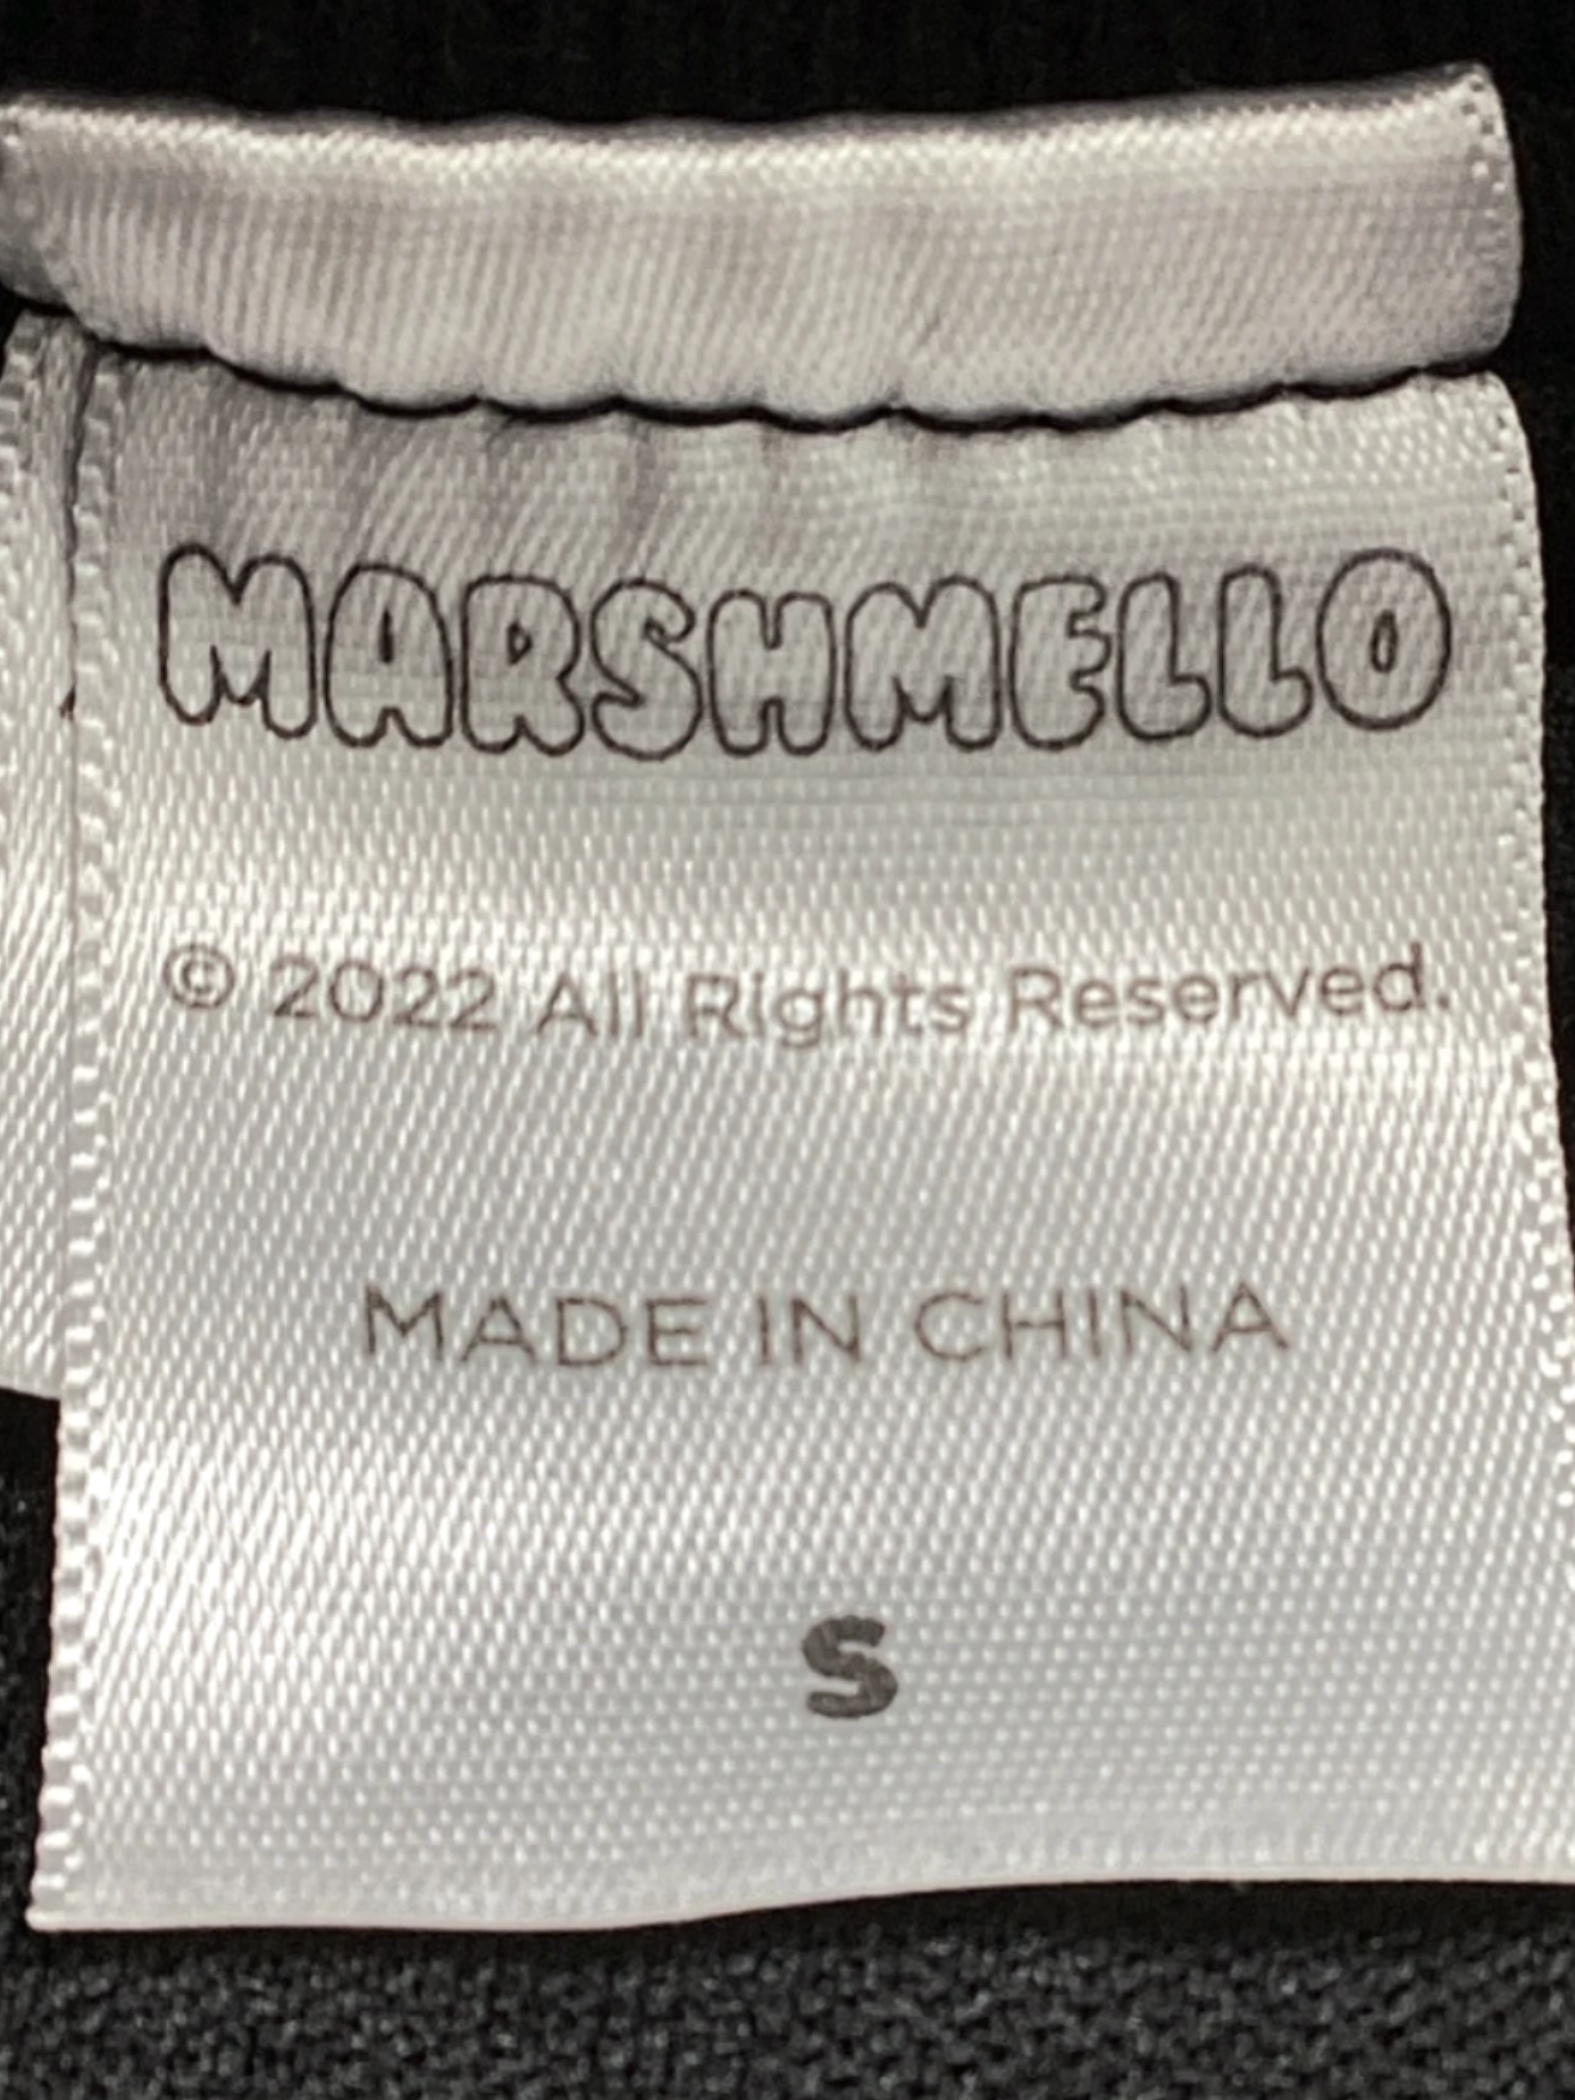 MARSHMELLO
© 2022 All Rights Reserved.
MADE IN CHINA
S